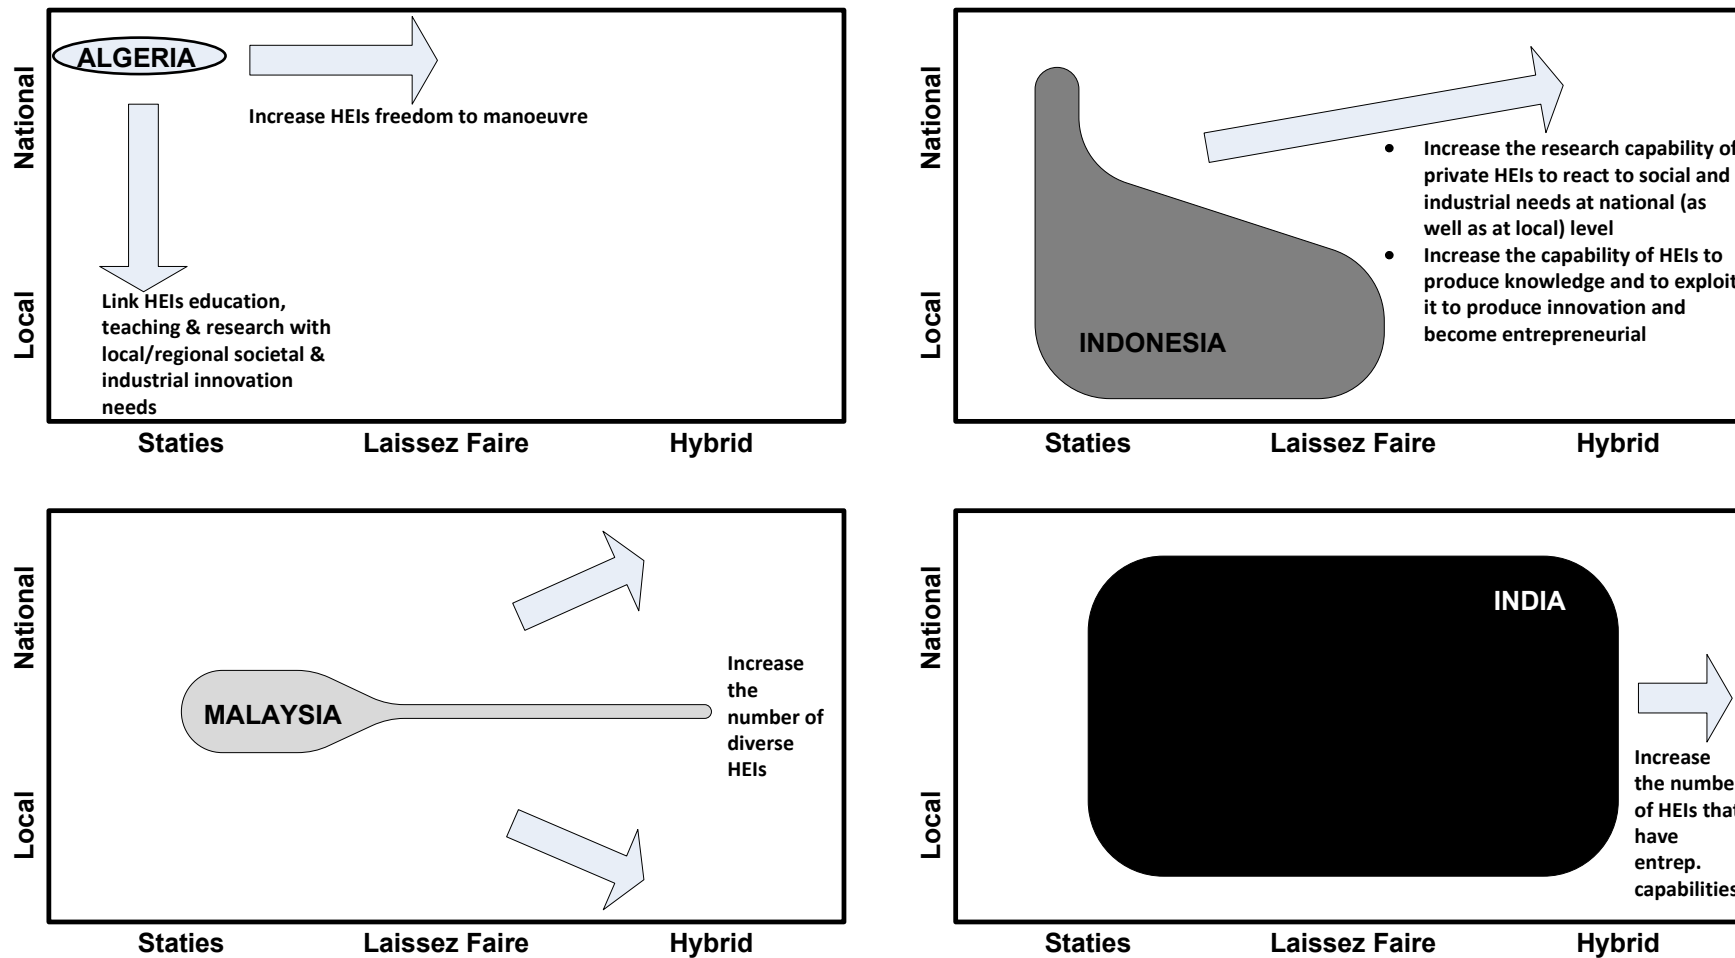 National
Local
ALGERIA
Increase HEIs freedom to manoeuvre
Link HEIs education,
teaching & research with
local/regional societal &
industrial innovation
needs
Staties
Laissez Faire
Hybrid
National
Local
INDONESIA
• Increase the research capability of
private HEIs to react to social and
industrial needs at national (as
well as at local) level
• Increase the capability of HEIs to
produce knowledge and to exploit
it to produce innovation and
become entrepreneurial
Staties
Laissez Faire
Hybrid
National
Local
MALAYSIA
Increase
the
number of
diverse
HEIs
Staties
Laissez Faire
Hybrid
National
Local
INDIA
Increase
the numbe
of HEIs that
have
entrep.
capabilities
Staties
Laissez Faire
Hybrid